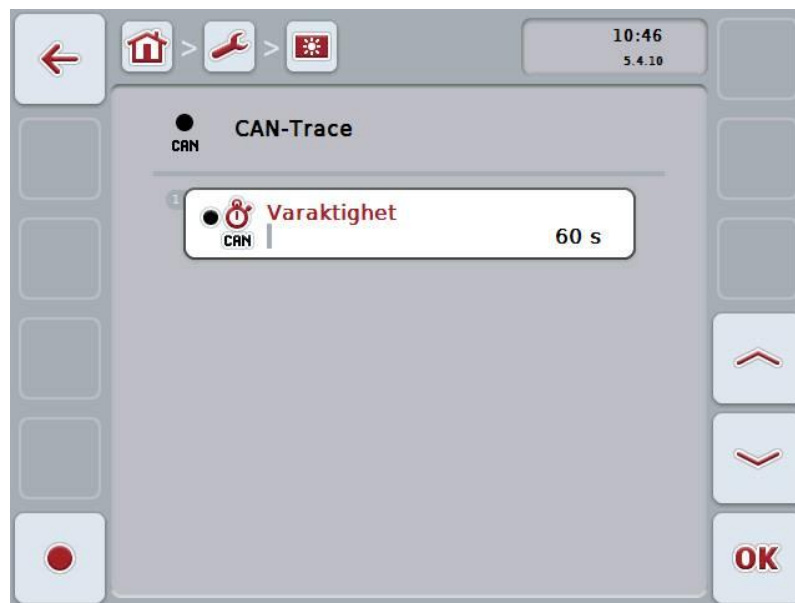 10:46
5.4.10
CAN
CAN-Trace
1
Varaktighet
CAN
60 s
OK